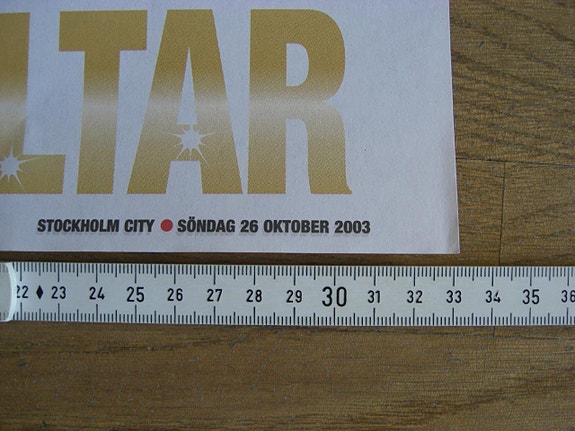 LTAR
STOCKHOLM CITY ● SÖNDAG 26 OKTOBER 2003
22 ♦ 23 24 25 26 27 28 29 30 31 32 33 34 35 36